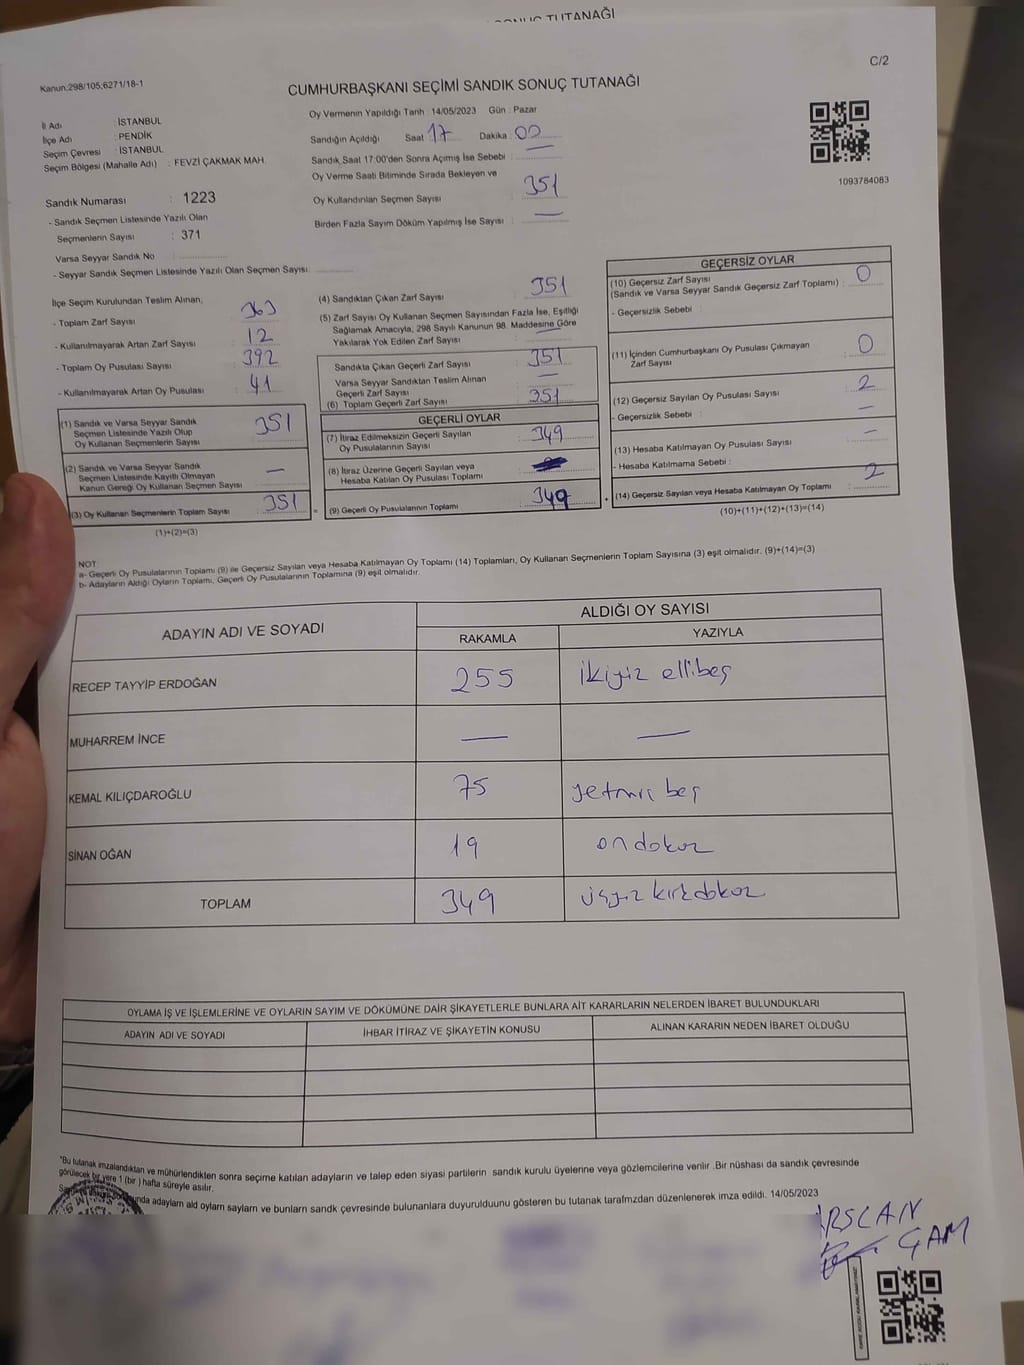 TUTANAĞI
Kanun:298/105;6271/18-1
C/2
CUMHURBAŞKANI SEÇİMİ SANDIK SONUÇ TUTANAĞI
İl Adı : İSTANBUL
İlçe Adı : PENDİK
Seçim Çevresi : İSTANBUL
Seçim Bölgesi (Mahalle Adı) : FEVZİ ÇAKMAK MAH.
Sandık Numarası : 1223
- Sandık Seçmen Listesinde Yazılı Olan
Seçmenlerin Sayısı : 371
Varsa Seyyar Sandık No :
- Seyyar Sandık Seçmen Listesinde Yazılı Olan Seçmen Sayısı:
Oy Vermenin Yapıldığı Tarih : 14/05/2023 Gün : Pazar
Sandığın Açıldığı Saat 17 Dakika : 00
Sandık Saat 17:00'den Sonra Açımış İse Sebebi : —
Oy Verme Saati Bitiminde Sırada Bekleyen ve
Oy Kullandırılan Seçmen Sayısı : 351
Birden Fazla Sayım Döküm Yapılmış İse Sayısı : —
1093784083
İlçe Seçim Kurulundan Teslim Alınan;
- Toplam Zarf Sayısı : 363
- Kullanılmayarak Artan Zarf Sayısı : 12
- Toplam Oy Pusulası Sayısı : 392
- Kullanılmayarak Artan Oy Pusulası : 41
(1) Sandık ve Varsa Seyyar Sandık
Seçmen Listesinde Yazılı Olup
Oy Kullanan Seçmenlerin Sayısı : 351
(2) Sandık ve Varsa Seyyar Sandık
Seçmen Listesinde Kayıtlı Olmayan
Kanun Gereği Oy Kullanan Seçmen Sayısı : —
(3) Oy Kullanan Seçmenlerin Toplam Sayısı : 351
(1)+(2)=(3)
(4) Sandıktan Çıkan Zarf Sayısı : 351
(5) Zarf Sayısı Oy Kullanan Seçmen Sayısından Fazla İse, Eşitliği
Sağlamak Amacıyla, 298 Sayılı Kanunun 98. Maddesine Göre
Yakılarak Yok Edilen Zarf Sayısı : —
Sandıkta Çıkan Geçerli Zarf Sayısı : 351
Varsa Seyyar Sandıktan Teslim Alınan
Geçerli Zarf Sayısı : —
(6) Toplam Geçerli Zarf Sayısı : 351
GEÇERLİ OYLAR
(7) İtiraz Edilmeksizin Geçerli Sayılan
Oy Pusulasının Sayısı : 349
(8) İtiraz Üzerine Geçerli Sayılan veya
Hesaba Katılan Oy Pusulası Toplamı :
= (9) Geçerli Oy Pusulalarının Toplamı : 349 +
GEÇERSİZ OYLAR
(10) Geçersiz Zarf Sayısı
(Sandık ve Varsa Seyyar Sandık Geçersiz Zarf Toplamı) : 0
- Geçersizlik Sebebi :
(11) İçinden Cumhurbaşkanı Oy Pusulası Çıkmayan
Zarf Sayısı : 0
(12) Geçersiz Sayılan Oy Pusulası Sayısı : 2
- Geçersizlik Sebebi : —
(13) Hesaba Katılmayan Oy Pusulası Sayısı : —
- Hesaba Katılmama Sebebi :
(14) Geçersiz Sayılan veya Hesaba Katılmayan Oy Toplamı : 2
(10)+(11)+(12)+(13)=(14)
NOT:
a- Geçerli Oy Pusulalarının Toplamı (9) ile Geçersiz Sayılan veya Hesaba Katılmayan Oy Toplamı (14) Toplamları, Oy Kullanan Seçmenlerin Toplam Sayısına (3) eşit olmalıdır. (9)+(14)=(3)
b- Adayların Aldığı Oyların Toplamı, Geçerli Oy Pusulalarının Toplamına (9) eşit olmalıdır.
ADAYIN ADI VE SOYADI
ALDIĞI OY SAYISI
RAKAMLA YAZIYLA
RECEP TAYYİP ERDOĞAN 255 ikiyüz ellibeş
MUHARREM İNCE — —
KEMAL KILIÇDAROĞLU 75 yetmiş beş
SİNAN OĞAN 19 ondokuz
TOPLAM 349 üçyüz kırkdokuz
OYLAMA İŞ VE İŞLEMLERİNE VE OYLARIN SAYIM VE DÖKÜMÜNE DAİR ŞİKAYETLERLE BUNLARA AİT KARARLARIN NELERDEN İBARET BULUNDUKLARI
ADAYIN ADI VE SOYADI İHBAR İTİRAZ VE ŞİKAYETİN KONUSU ALINAN KARARIN NEDEN İBARET OLDUĞU
"Bu tutanak imzalandıktan ve mühürlendikten sonra seçime katılan adayların ve talep eden siyasi partilerin sandık kurulu üyelerine veya gözlemcilerine verilir .Bir nüshası da sandık çevresinde
görülecek bir yere 1 (bir ) hafta süreyle asılır.
adayların ald oyların sayların ve bunların sandk çevresinde bulunanlara duyurulduunu gösteren bu tutanak tarafmzdan düzenlenerek imza edildi. 14/05/2023
ARSLAN
ÇAM